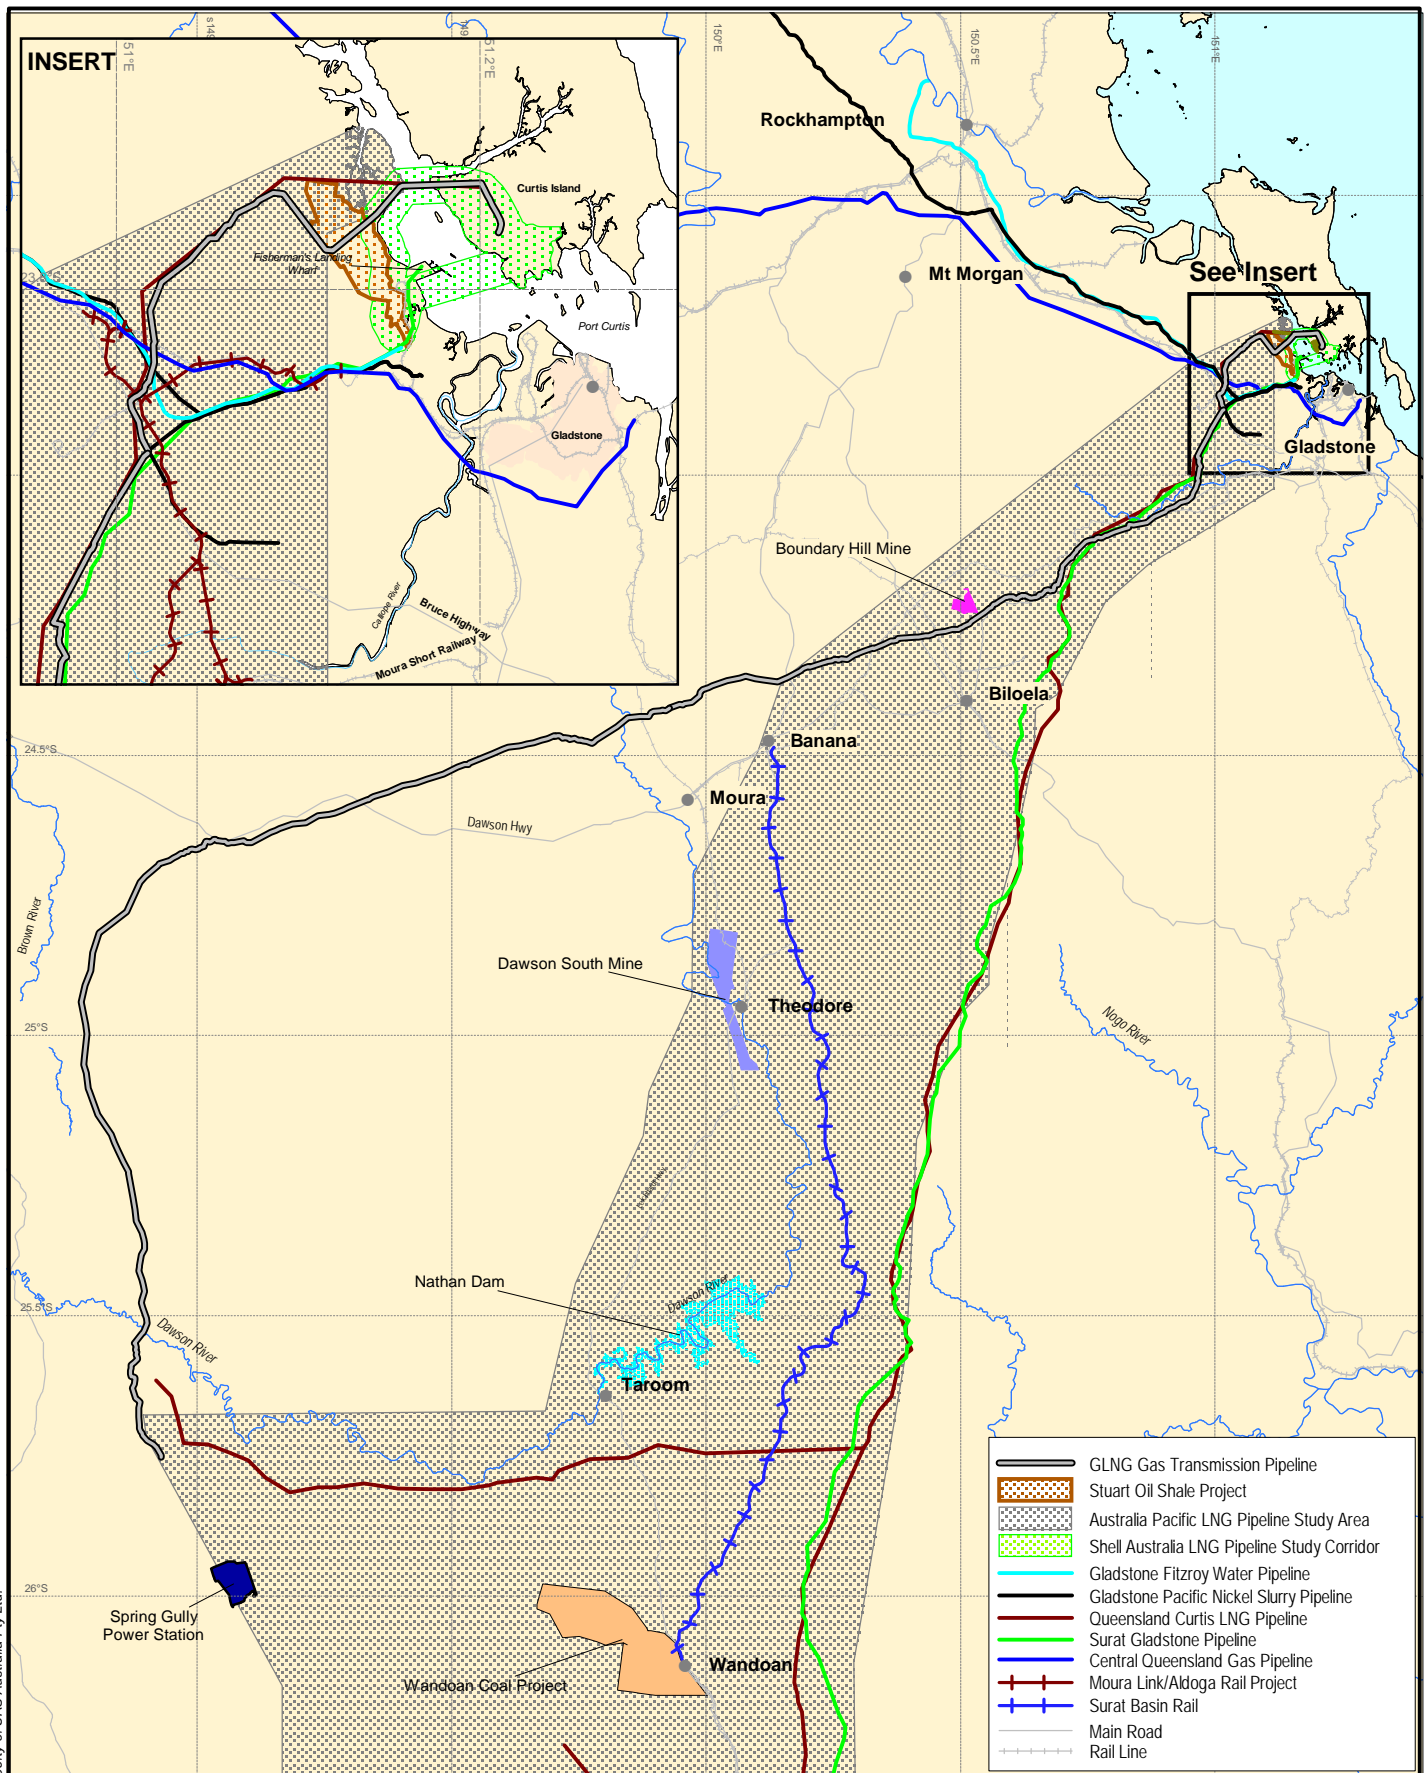 INSERT
51°E
51.2°E
150°E
150.5°E
151°E
Rockhampton
Curtis Island
Fisherman's Landing
Wharf
Port Curtis
Gladstone
Calliope River
Bruce Highway
Moura Short Railway
Mt Morgan
See Insert
Gladstone
Boundary Hill Mine
Biloela
Banana
24.5°S
Moura
Dawson Hwy
Brown River
Dawson South Mine
Theodore
25°S
Nogo River
Nathan Dam
Dawson River
25.5°S
Dawson River
Taroom
26°S
Spring Gully
Power Station
Wandoan
Wandoan Coal Project
GLNG Gas Transmission Pipeline
Stuart Oil Shale Project
Australia Pacific LNG Pipeline Study Area
Shell Australia LNG Pipeline Study Corridor
Gladstone Fitzroy Water Pipeline
Gladstone Pacific Nickel Slurry Pipeline
Queensland Curtis LNG Pipeline
Surat Gladstone Pipeline
Central Queensland Gas Pipeline
Moura Link/Aldoga Rail Project
Surat Basin Rail
Main Road
Rail Line